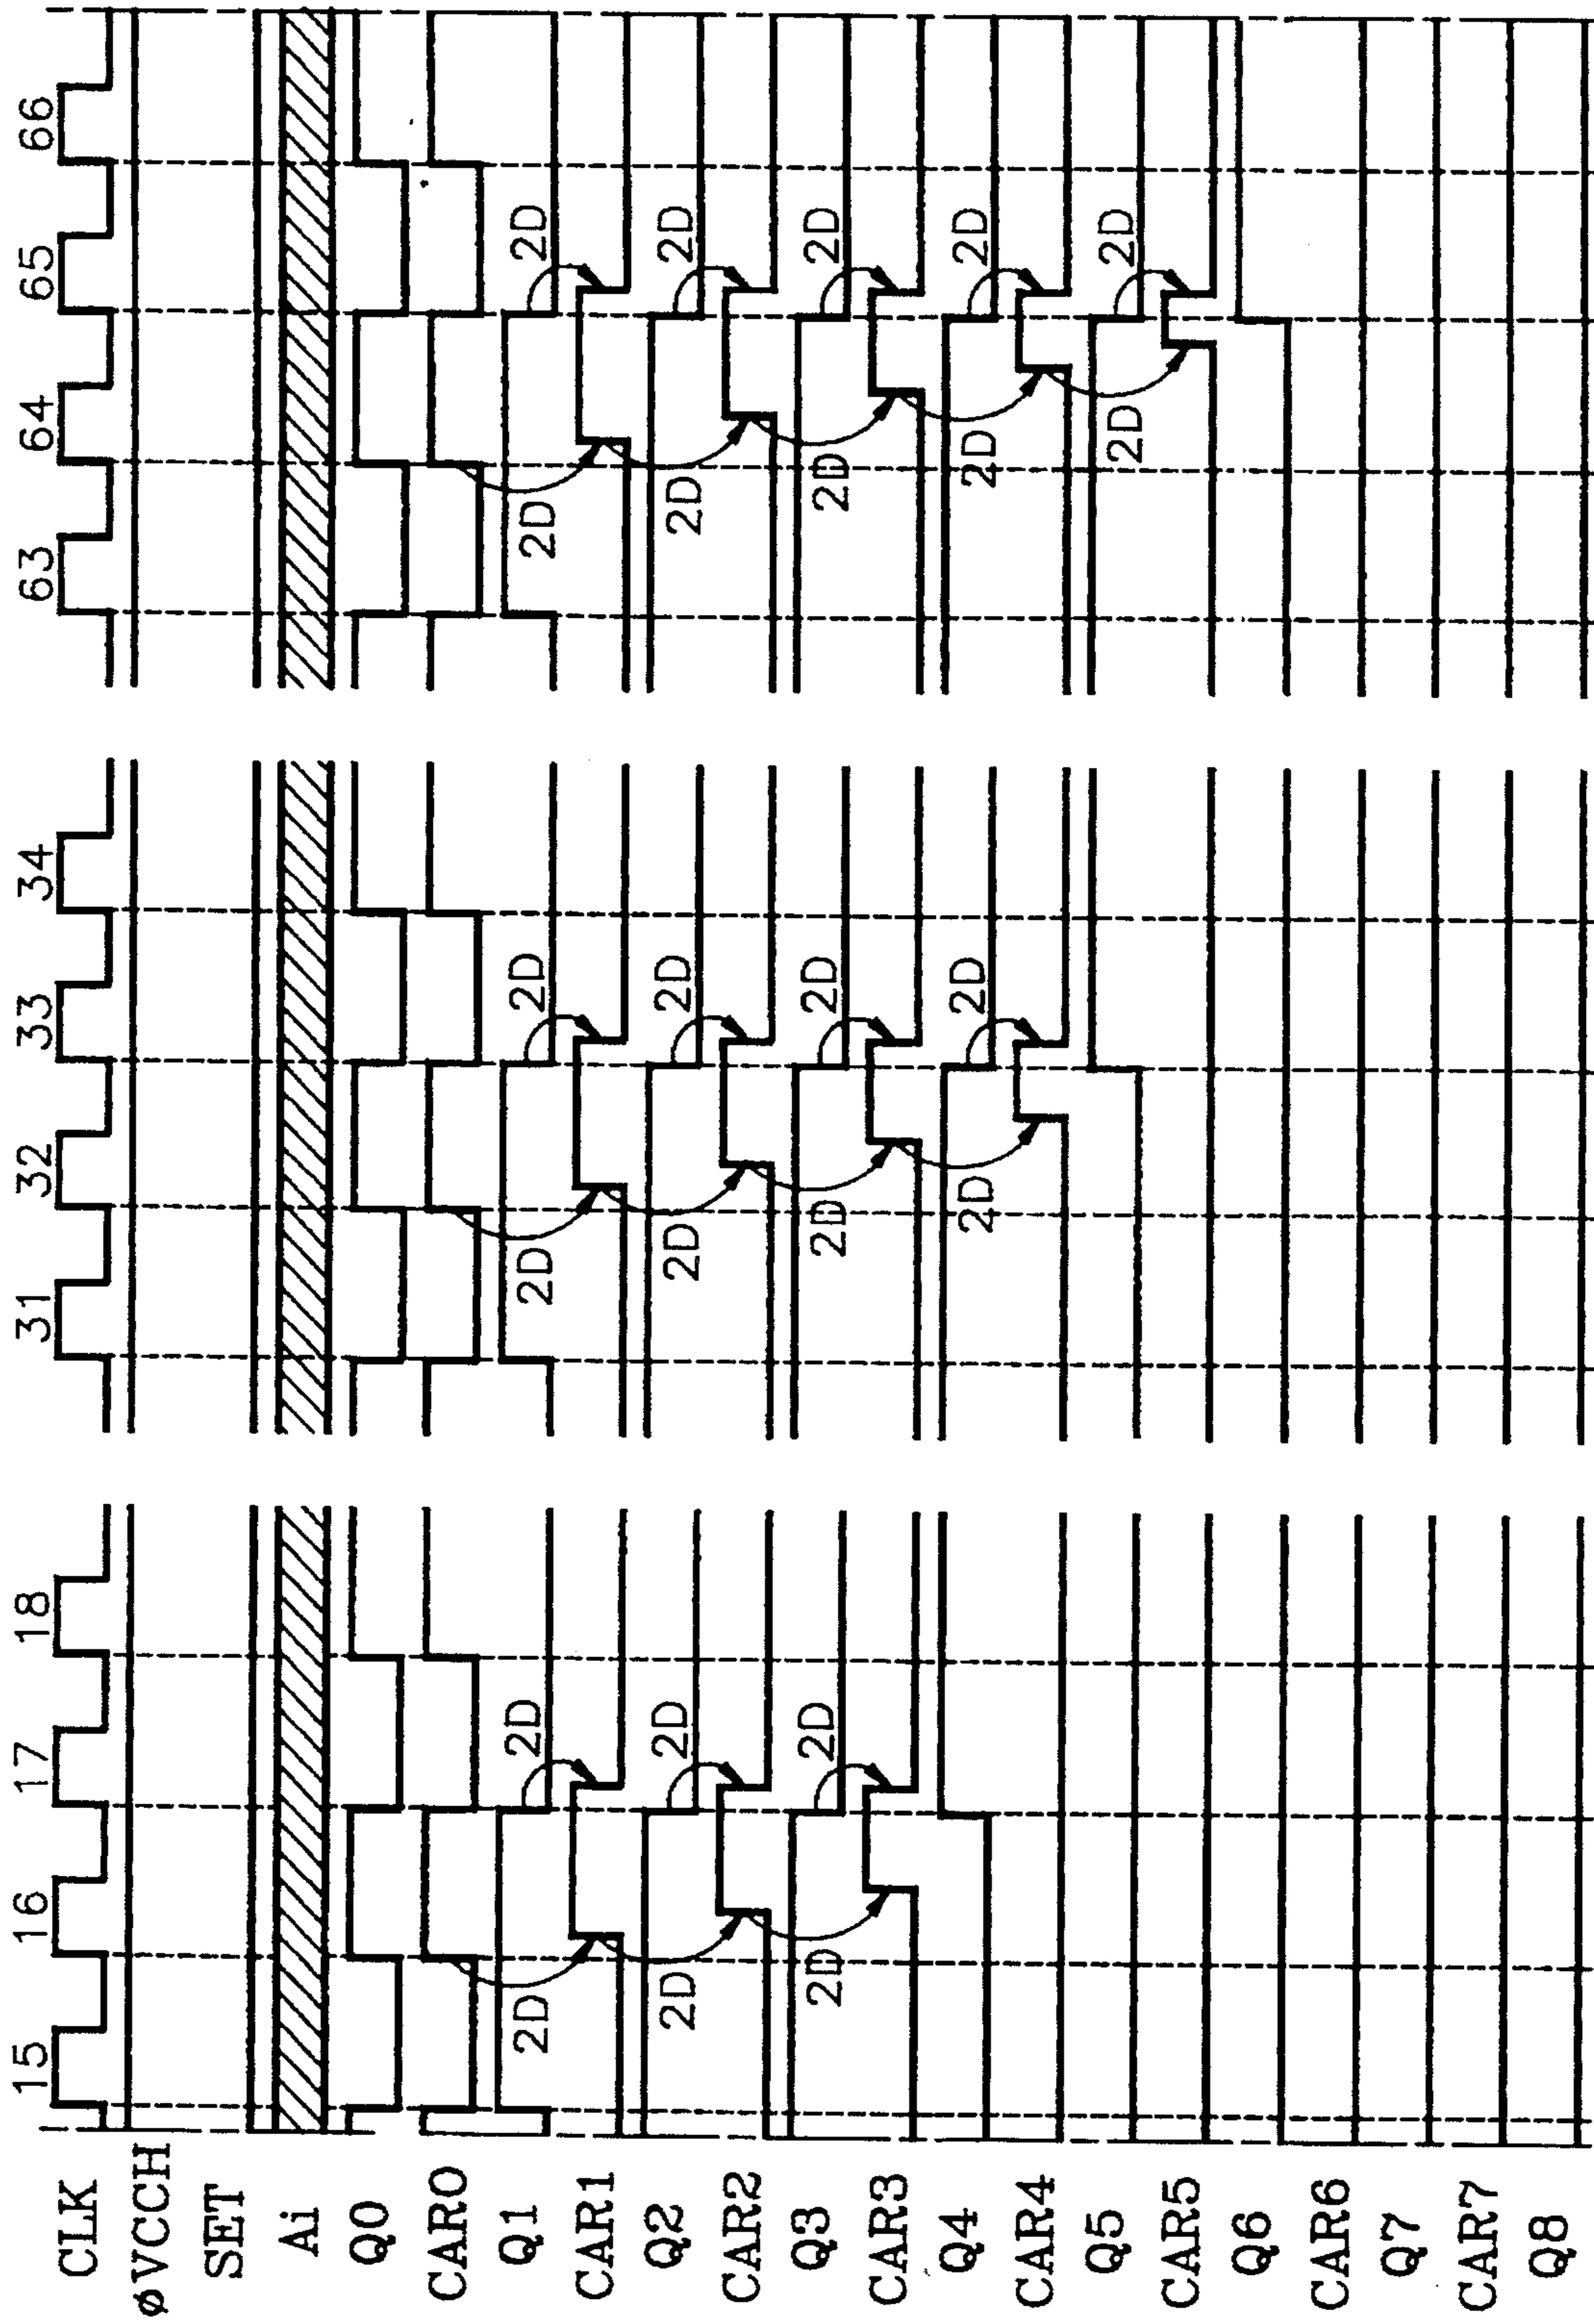 CLK 15 16 17 18 31 32 33 34 63 64 65 66
øVCCH
SET
Ai
Q0
CAR0
Q1 2D 2D 2D 2D 2D 2D
CAR1
Q2 2D 2D 2D 2D 2D 2D
CAR2
Q3 2D 2D 2D 2D 2D 2D
CAR3
Q4 2D 2D 2D 2D
CAR4
Q5 2D 2D
CAR5
Q6
CAR6
Q7
CAR7
Q8